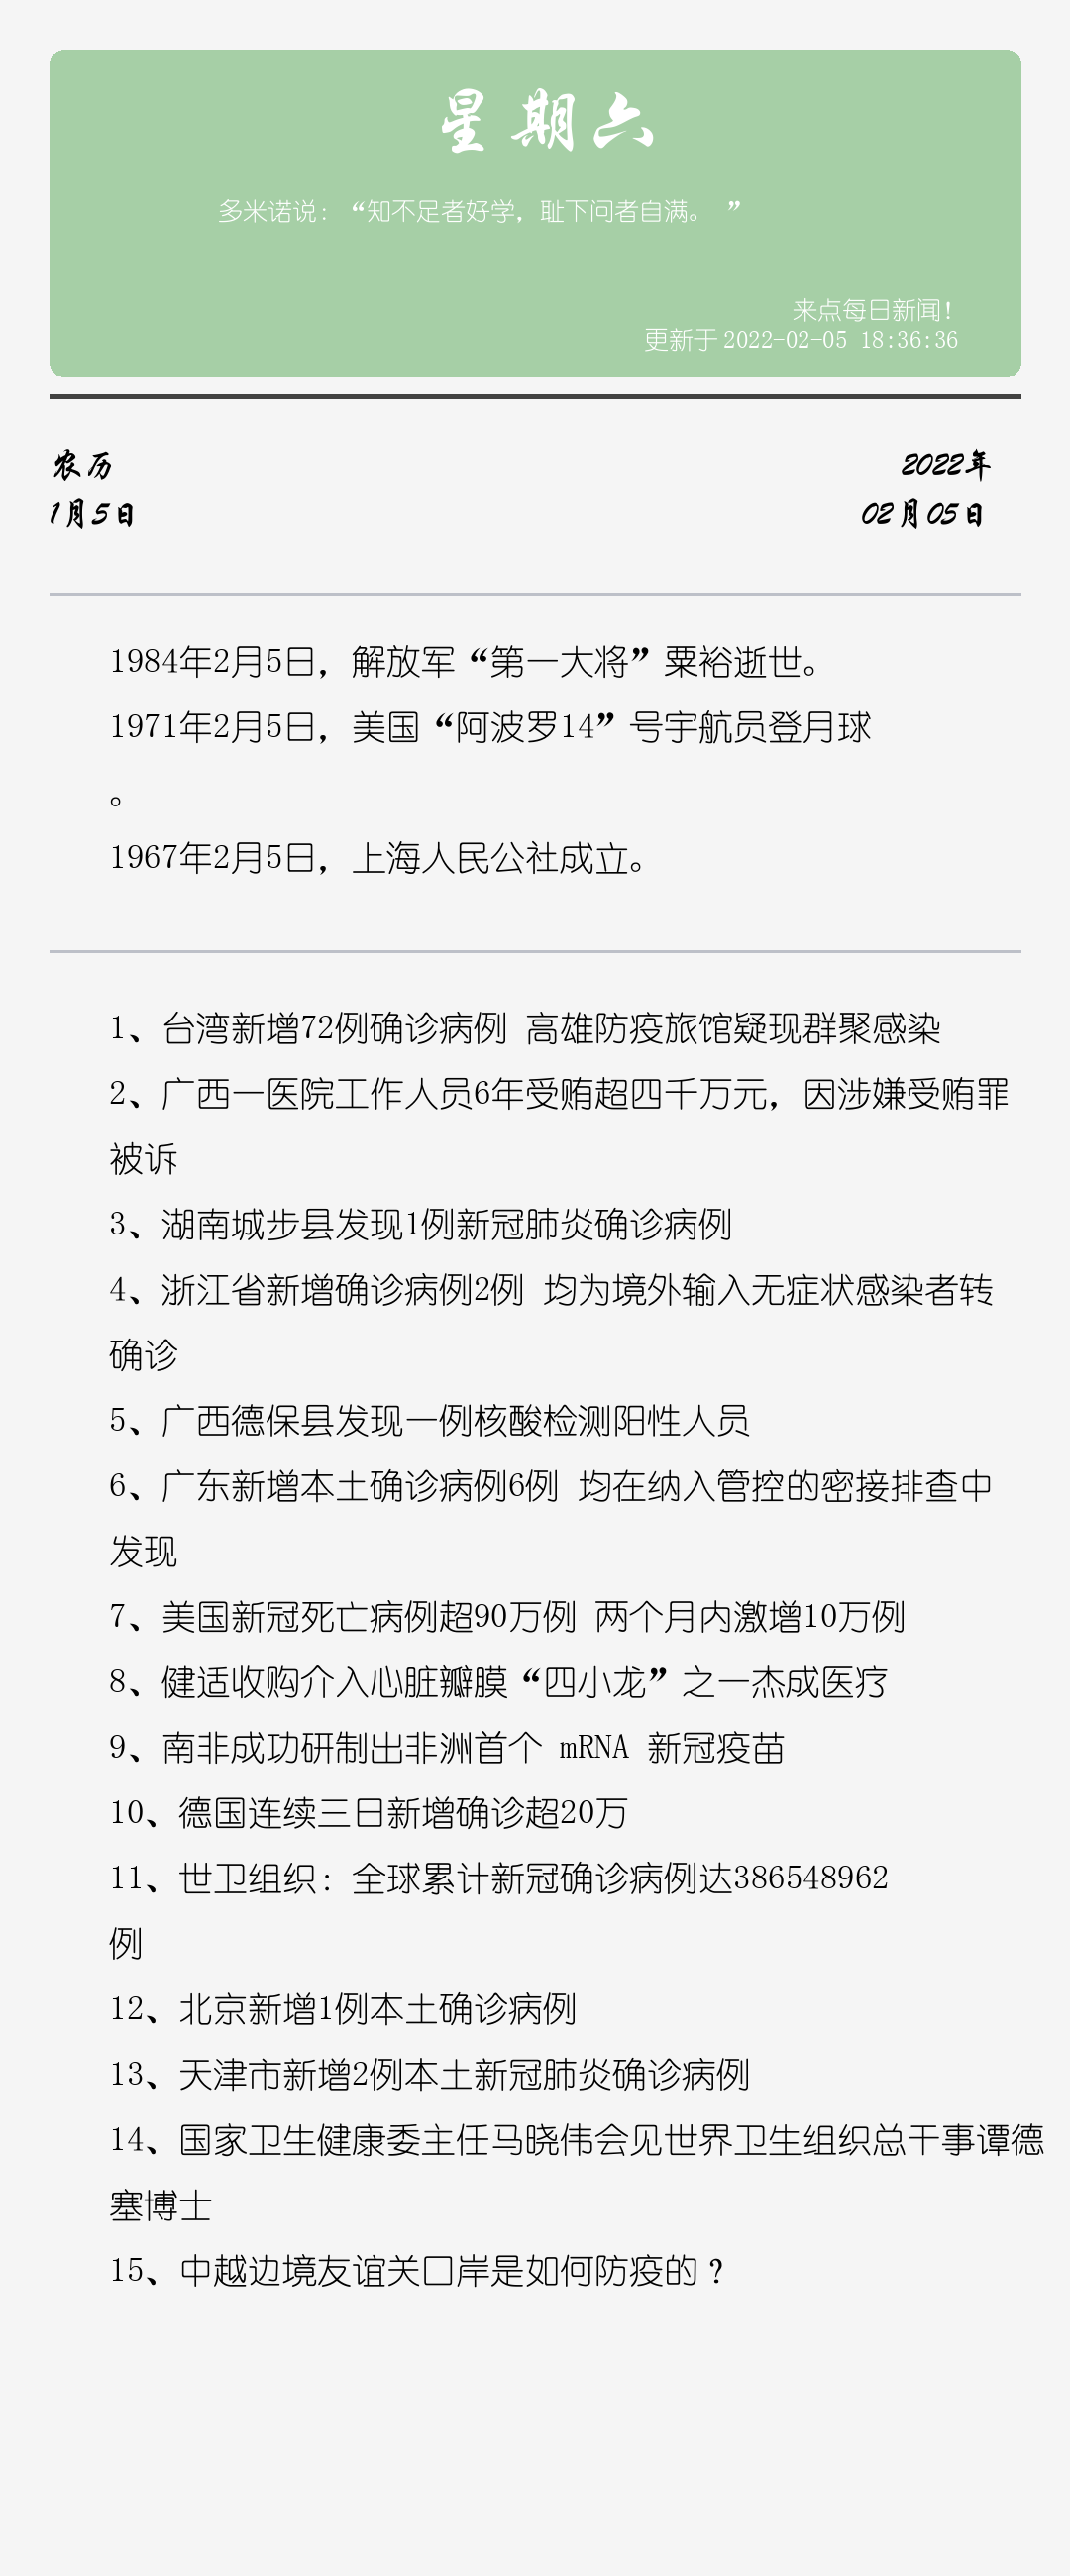 星期六
多米诺说：“知不足者好学，耻下问者自满。 ”
来点每日新闻！
更新于 2022-02-05 18:36:36
农历
2022年
1月5日
02月05日
1984年2月5日，解放军“第一大将”粟裕逝世。
1971年2月5日，美国“阿波罗14”号宇航员登月球
。
1967年2月5日，上海人民公社成立。
1、台湾新增72例确诊病例 高雄防疫旅馆疑现群聚感染
2、广西一医院工作人员6年受贿超四千万元，因涉嫌受贿罪
被诉
3、湖南城步县发现1例新冠肺炎确诊病例
4、浙江省新增确诊病例2例 均为境外输入无症状感染者转
确诊
5、广西德保县发现一例核酸检测阳性人员
6、广东新增本土确诊病例6例 均在纳入管控的密接排查中
发现
7、美国新冠死亡病例超90万例 两个月内激增10万例
8、健适收购介入心脏瓣膜“四小龙”之一杰成医疗
9、南非成功研制出非洲首个 mRNA 新冠疫苗
10、德国连续三日新增确诊超20万
11、世卫组织：全球累计新冠确诊病例达386548962
例
12、北京新增1例本土确诊病例
13、天津市新增2例本土新冠肺炎确诊病例
14、国家卫生健康委主任马晓伟会见世界卫生组织总干事谭德
塞博士
15、中越边境友谊关口岸是如何防疫的？